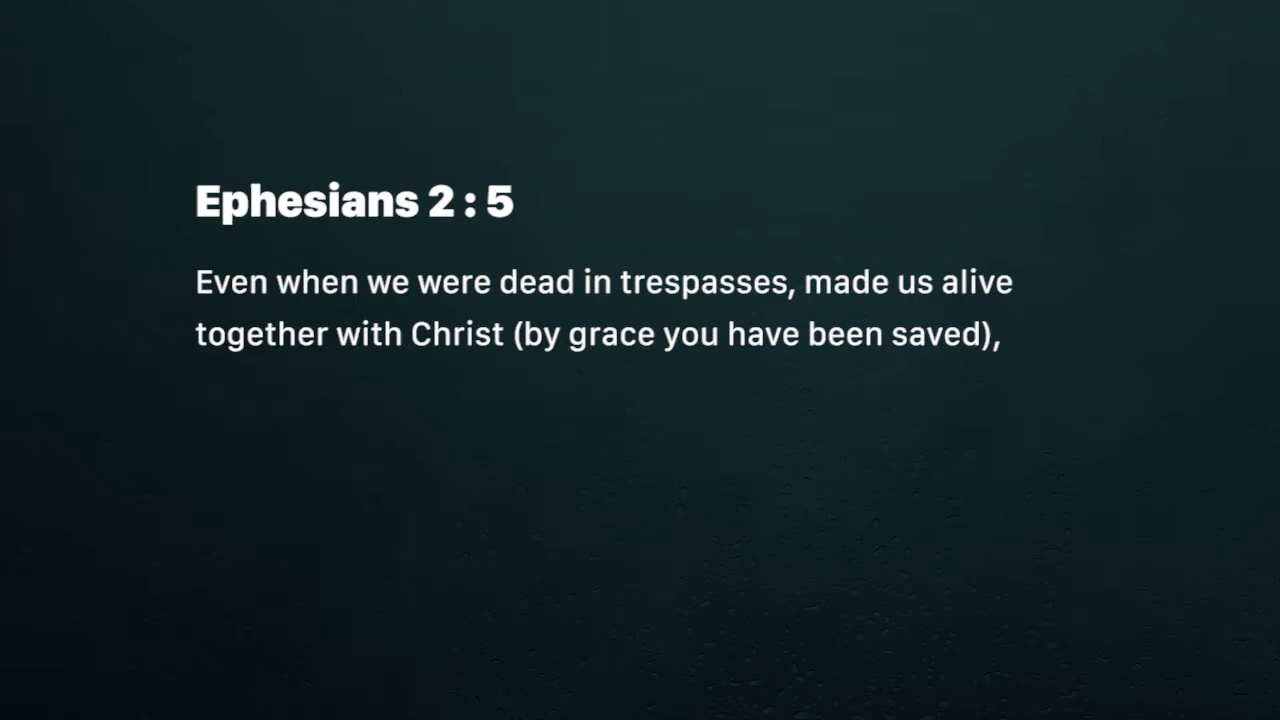 Ephesians 2 : 5
Even when we were dead in trespasses, made us alive
together with Christ (by grace you have been saved),